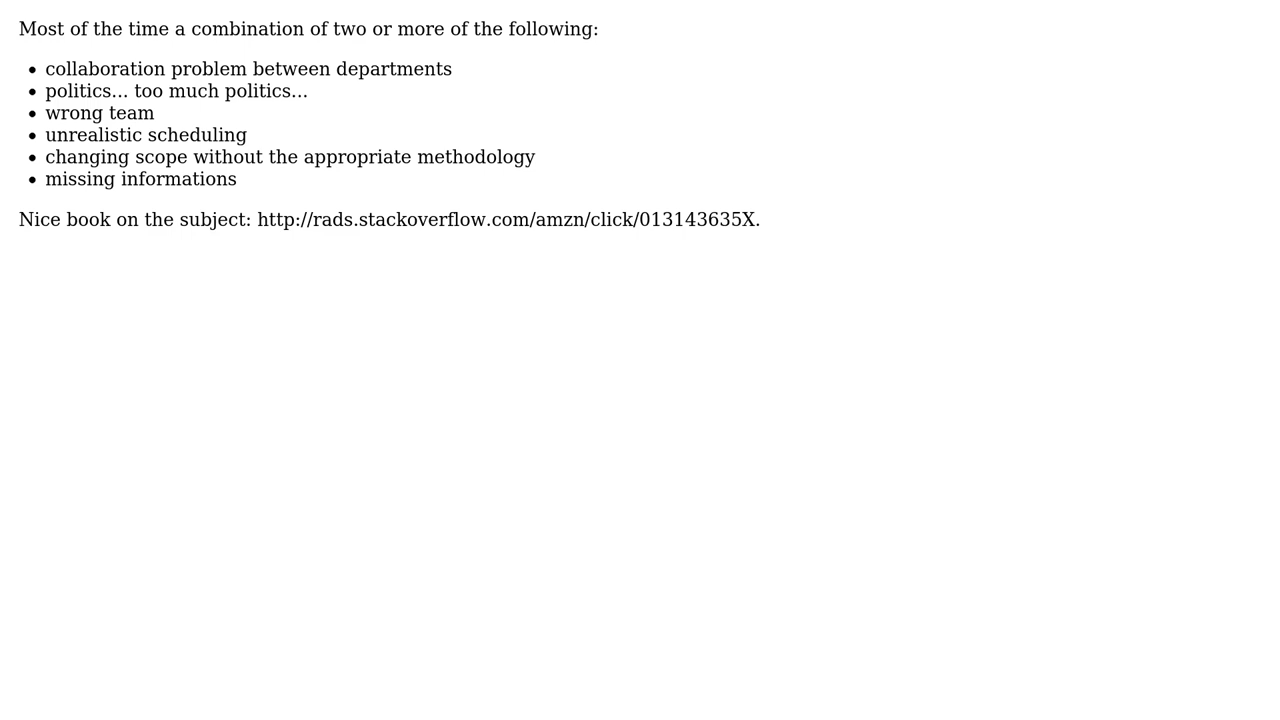 Most of the time a combination of two or more of the following:
• collaboration problem between departments
• politics... too much politics...
• wrong team
• unrealistic scheduling
• changing scope without the appropriate methodology
• missing informations
Nice book on the subject: http://rads.stackoverflow.com/amzn/click/013143635X.